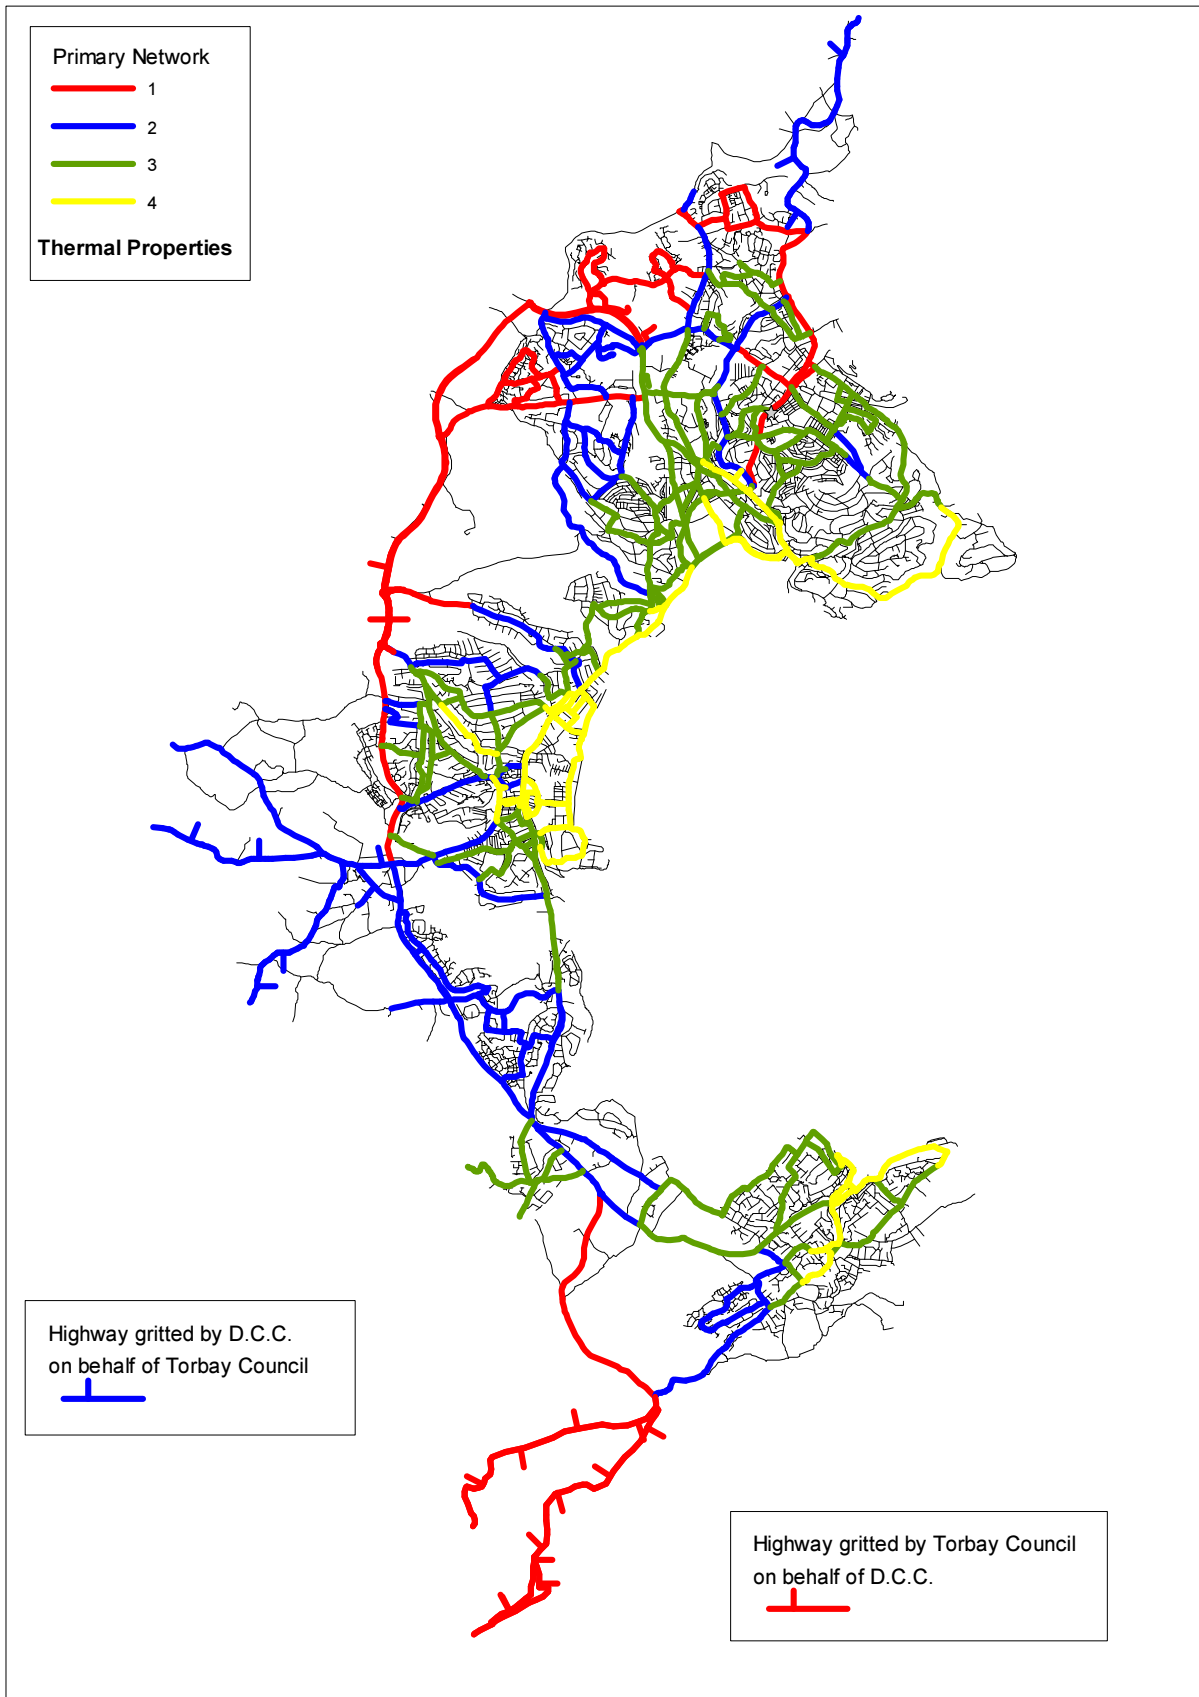 Primary Network
1
2
3
4
Thermal Properties
Highway gritted by D.C.C.
on behalf of Torbay Council
Highway gritted by Torbay Council
on behalf of D.C.C.